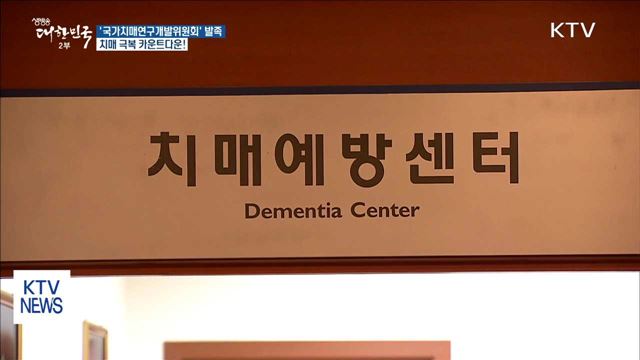 생방송
대한민국
2부
'국가치매연구개발위원회' 발족
치매 극복 카운트다운!
KTV
치매예방센터
Dementia Center
KTV
NEWS